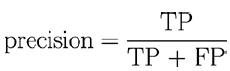 precision = TP / (TP + FP)